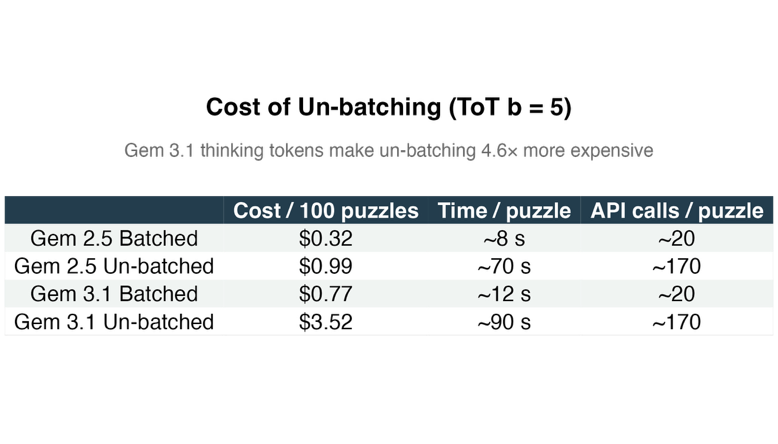 Cost of Un-batching (ToT b = 5)
Gem 3.1 thinking tokens make un-batching 4.6× more expensive
Cost / 100 puzzles Time / puzzle API calls / puzzle
Gem 2.5 Batched $0.32 ~8 s ~20
Gem 2.5 Un-batched $0.99 ~70 s ~170
Gem 3.1 Batched $0.77 ~12 s ~20
Gem 3.1 Un-batched $3.52 ~90 s ~170